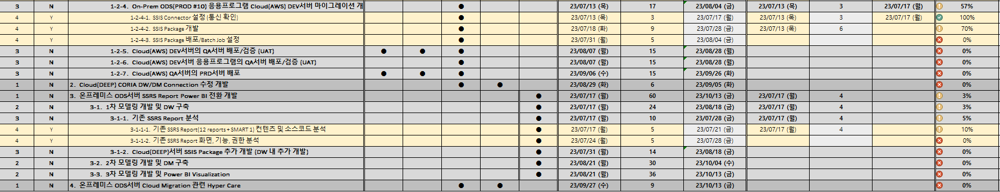 3 N 1-2-4. On-Prem ODS(PROD #10) 응용프로그램 Cloud(AWS) DEV서버 마이그레이션 개 ● 23/07/13 (목) 17 23/08/04 (금) 23/07/13 (목) 3 23/07/17 (월) 57%
4 Y 1-2-4-1. SSIS Connector 설정 (통신 확인) ● 23/07/13 (목) 3 23/07/17 (월) 23/07/13 (목) 3 23/07/17 (월) 100%
4 Y 1-2-4-2. SSIS Package 개발 ● 23/07/18 (화) 9 23/07/28 (금) 23/07/13 (목) 6 70%
4 Y 1-2-4-3. SSIS Package 배포/Batch Job 설정 ● 23/07/31 (월) 5 23/08/04 (금) 0%
3 N 1-2-5. Cloud(AWS) DEV서버의 QA서버 배포/검증 (UAT) ● ● ● 23/08/07 (월) 15 23/08/28 (월) 0%
3 N 1-2-6. Cloud(AWS) DEV서버 응용프로그램의 QA서버 배포/검증 (UAT) ● 23/08/07 (월) 15 23/08/28 (월) 0%
3 N 1-2-7. Cloud(AWS) QA서버의 PRD서버 배포 ● ● ● 23/09/06 (수) 15 23/09/26 (화) 0%
1 N 2. Cloud(DEEP) CORIA DW/DM Connection 수정 개발 ● ● 23/08/29 (화) 6 23/09/05 (화) 0%
1 N 3. 온프레미스 ODS서버 SSRS Report Power BI 전환 개발 ● 23/07/17 (월) 60 23/10/13 (금) 23/07/17 (월) 4 3%
2 N 3-1. 1차 모델링 개발 및 DW 구축 ● 23/07/17 (월) 24 23/08/18 (금) 23/07/17 (월) 4 3%
3 N 3-1-1. 기존 SSRS Report 분석 ● 23/07/17 (월) 10 23/07/28 (금) 23/07/17 (월) 4 5%
4 Y 3-1-1-1. 기존 SSRS Report(12 reports + SMART 1) 컨텐츠 및 소스코드 분석 ● 23/07/17 (월) 5 23/07/21 (금) 23/07/17 (월) 4 10%
4 Y 3-1-1-2. 기존 SSRS Report 화면, 기능, 권한 분석 ● 23/07/24 (월) 5 23/07/28 (금) 0%
3 N 3-1-2. Cloud(DEEP)서버 SSIS Package 추가 개발 (DW 내 추가 개발) ● 23/07/31 (월) 14 23/08/18 (금) 0%
2 N 3-2. 2차 모델링 개발 및 DM 구축 ● 23/08/21 (월) 30 23/10/04 (수) 0%
2 N 3-3. 3차 모델링 개발 및 Power BI Visualization ● 23/08/21 (월) 36 23/10/13 (금) 0%
1 N 4. 온프레미스 ODS서버 Cloud Migration 관련 Hyper Care ● ● 23/09/27 (수) 9 23/10/13 (금) 0%